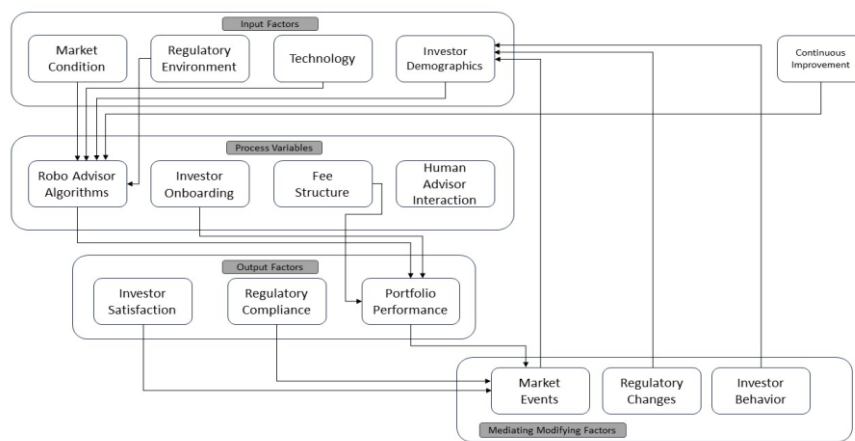 Input Factors
Market
Condition
Regulatory
Environment
Technology
Investor
Demographics
Continuous
Improvement
Process Variables
Robo Advisor
Algorithms
Investor
Onboarding
Fee
Structure
Human
Advisor
Interaction
Output Factors
Investor
Satisfaction
Regulatory
Compliance
Portfolio
Performance
Market
Events
Regulatory
Changes
Investor
Behavior
Mediating Modifying Factors